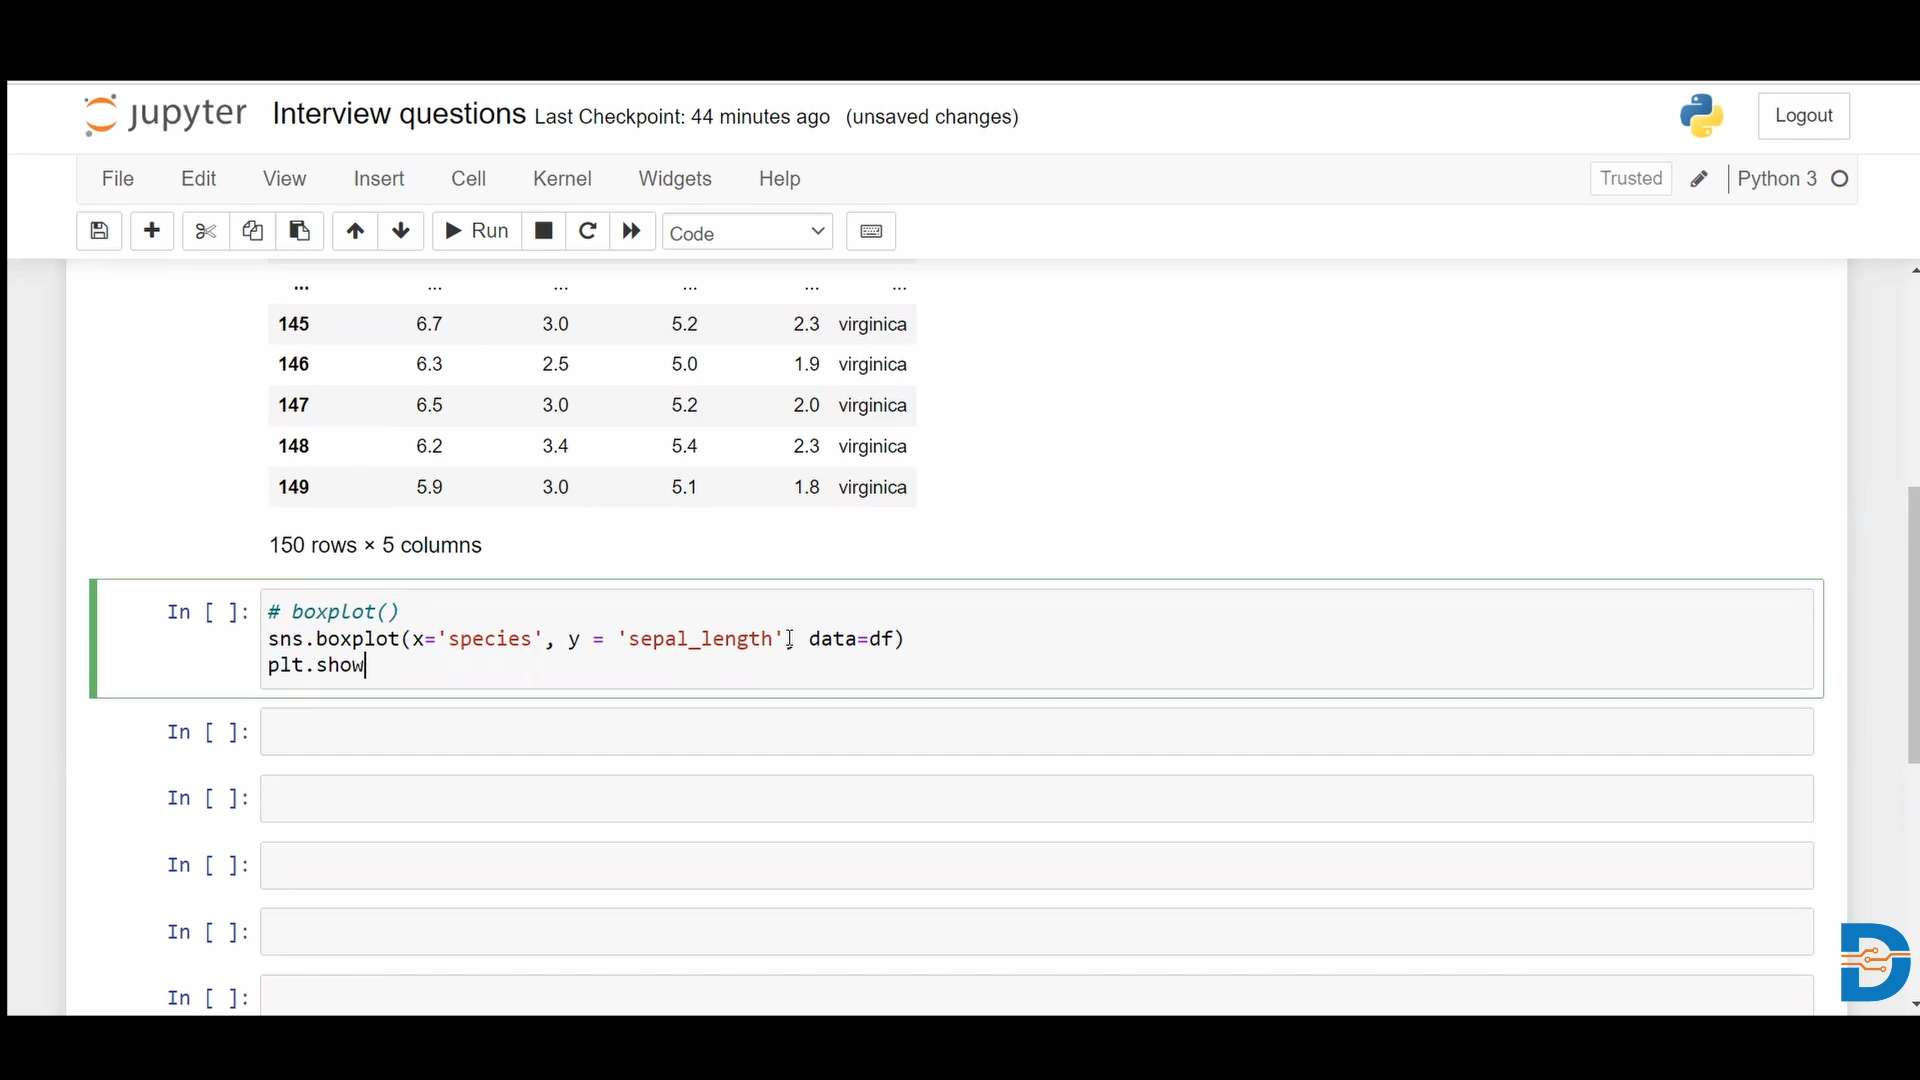 jupyter Interview questions Last Checkpoint: 44 minutes ago (unsaved changes) Logout
File Edit View Insert Cell Kernel Widgets Help Trusted Python 3
Run Code
... ... ... ... ... ...
145 6.7 3.0 5.2 2.3 virginica
146 6.3 2.5 5.0 1.9 virginica
147 6.5 3.0 5.2 2.0 virginica
148 6.2 3.4 5.4 2.3 virginica
149 5.9 3.0 5.1 1.8 virginica
150 rows × 5 columns
In [ ]: # boxplot()
sns.boxplot(x='species', y = 'sepal_length', data=df)
plt.show
In [ ]:
In [ ]:
In [ ]:
In [ ]:
In [ ]: